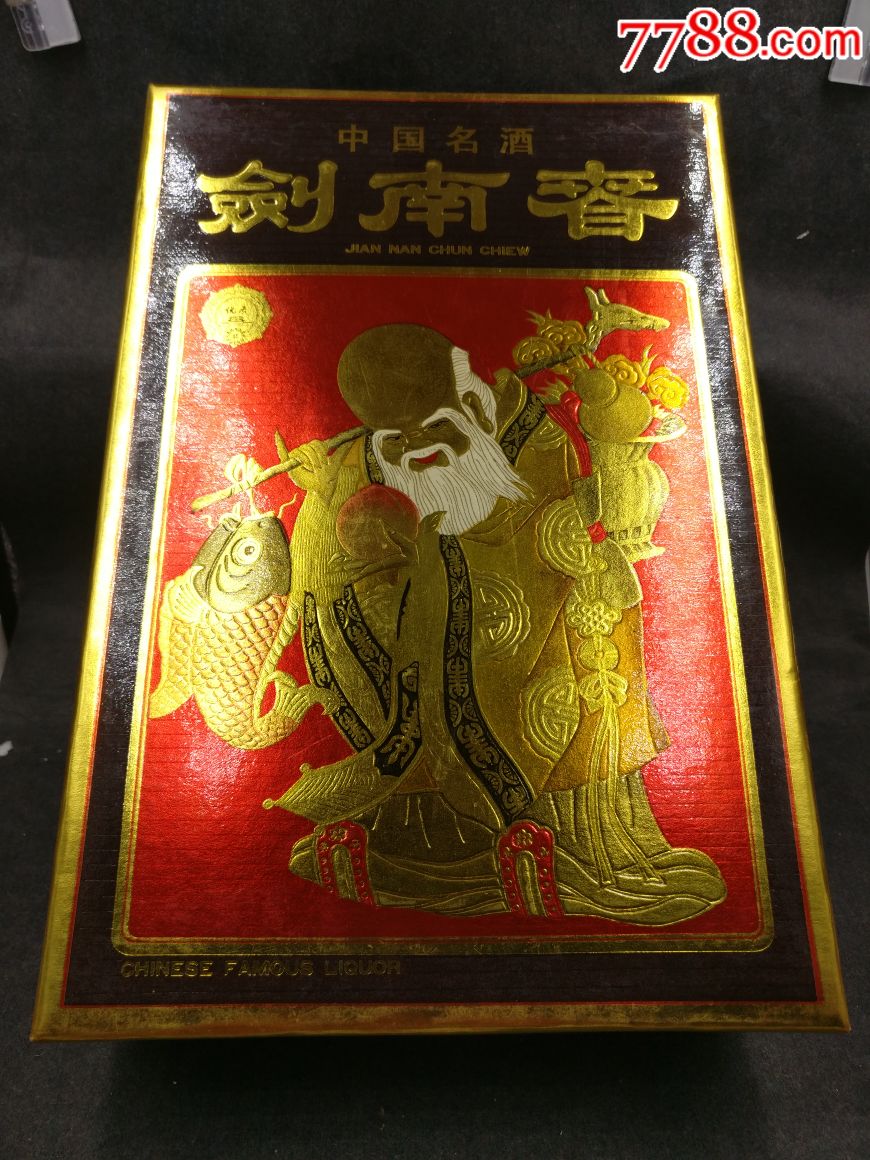 7788.com
中国名酒
劍南春
JIAN NAN CHUN CHIEW
CHINESE FAMOUS LIQUOR